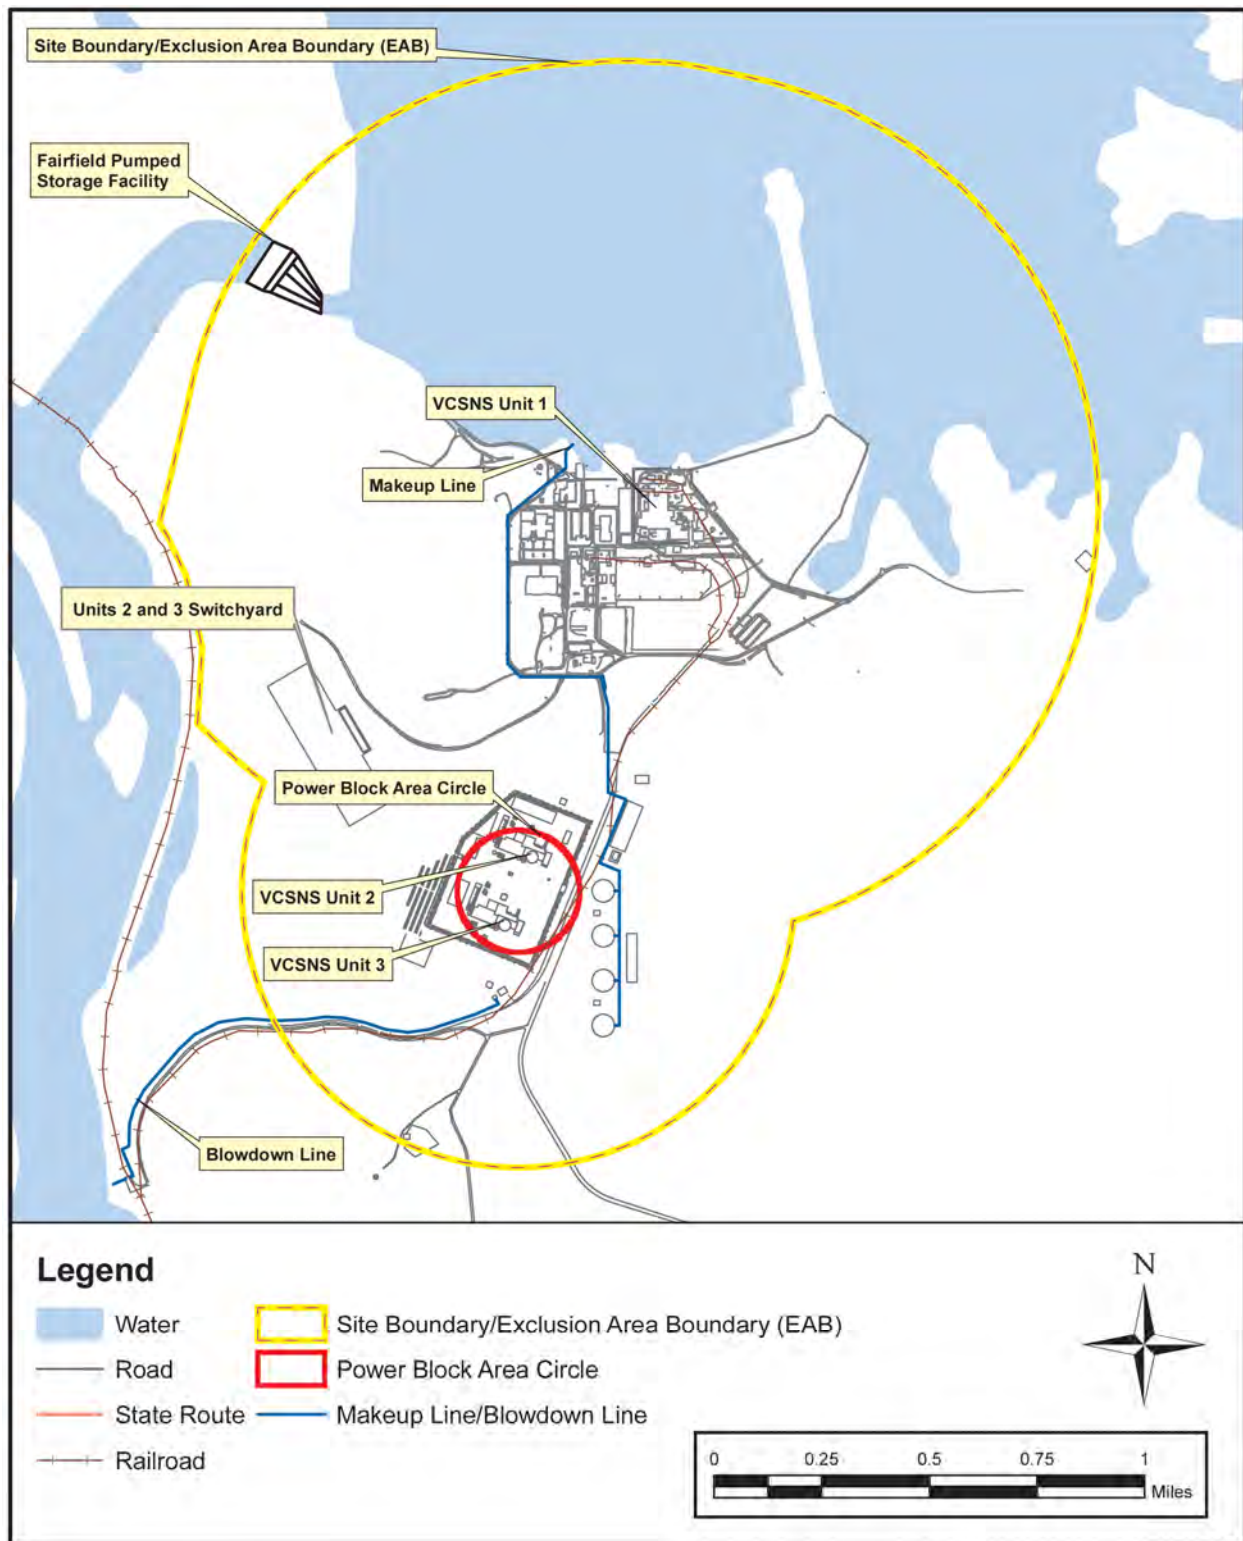 Site Boundary/Exclusion Area Boundary (EAB)
Fairfield Pumped
Storage Facility
VCSNS Unit 1
Makeup Line
Units 2 and 3 Switchyard
Power Block Area Circle
VCSNS Unit 2
VCSNS Unit 3
Blowdown Line
Legend
Water
Site Boundary/Exclusion Area Boundary (EAB)
Road
Power Block Area Circle
State Route
Makeup Line/Blowdown Line
Railroad
N
0 0.25 0.5 0.75 1
Miles